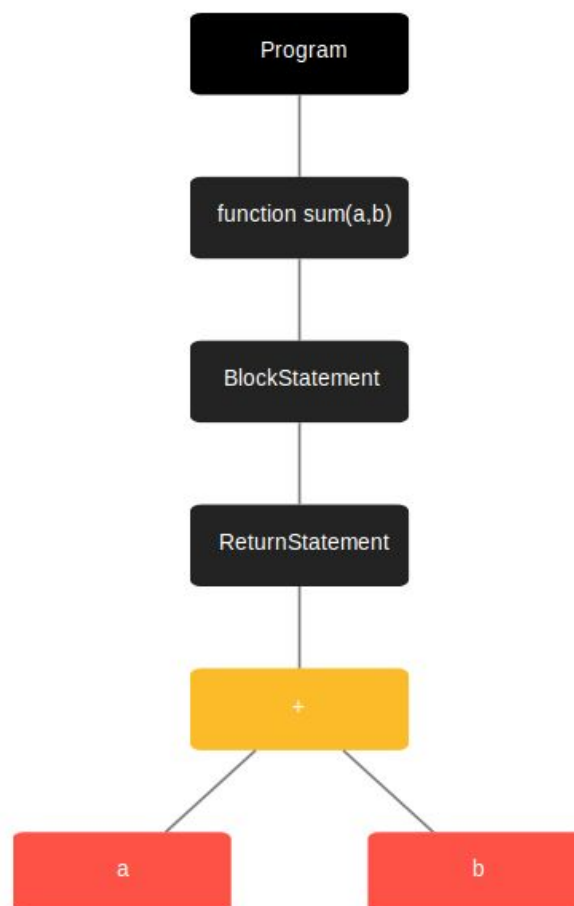 Program
function sum(a,b)
BlockStatement
ReturnStatement
+
a
b